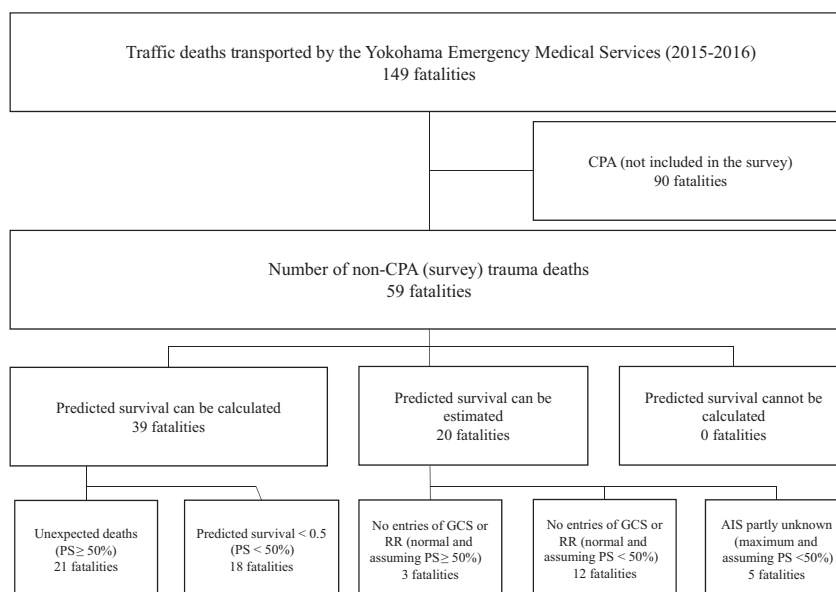 Traffic deaths transported by the Yokohama Emergency Medical Services (2015-2016)
149 fatalities
CPA (not included in the survey)
90 fatalities
Number of non-CPA (survey) trauma deaths
59 fatalities
Predicted survival can be calculated
39 fatalities
Predicted survival can be
estimated
20 fatalities
Predicted survival cannot be
calculated
0 fatalities
Unexpected deaths
(PS≥ 50%)
21 fatalities
Predicted survival < 0.5
(PS < 50%)
18 fatalities
No entries of GCS or
RR (normal and
assuming PS≥ 50%)
3 fatalities
No entries of GCS or
RR (normal and
assuming PS < 50%)
12 fatalities
AIS partly unknown
(maximum and
assuming PS <50%)
5 fatalities